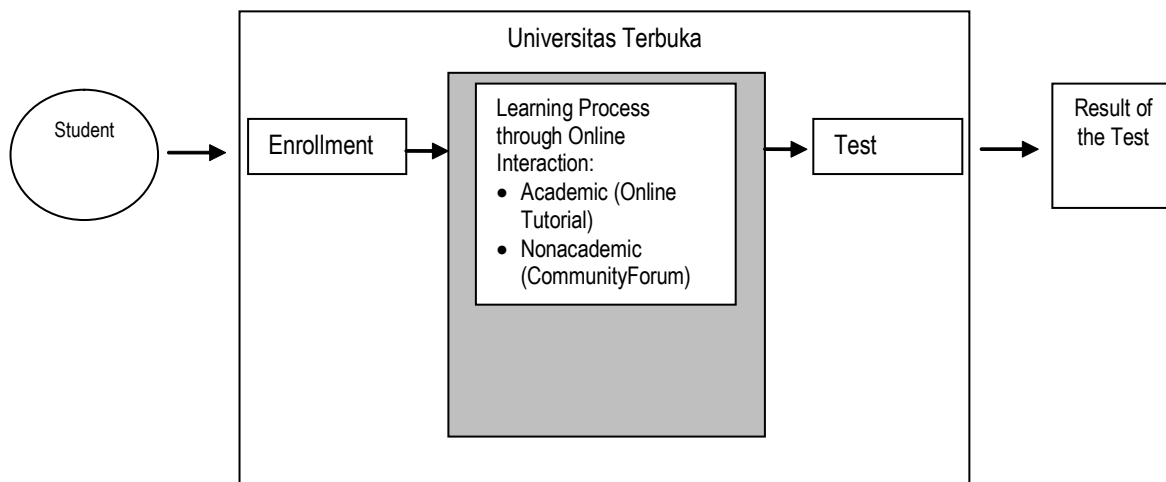 Universitas Terbuka
Student
Enrollment
Learning Process
through Online
Interaction:
• Academic (Online
Tutorial)
• Nonacademic
(CommunityForum)
Test
Result of
the Test